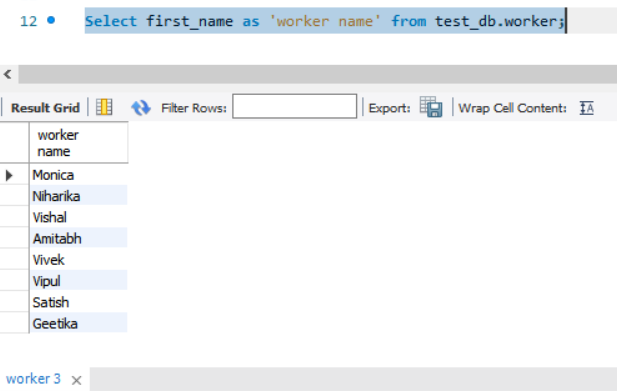 12 Select first_name as 'worker name' from test_db.worker;
Result Grid Filter Rows: Export: Wrap Cell Content:
worker
name
Monica
Niharika
Vishal
Amitabh
Vivek
Vipul
Satish
Geetika
worker 3